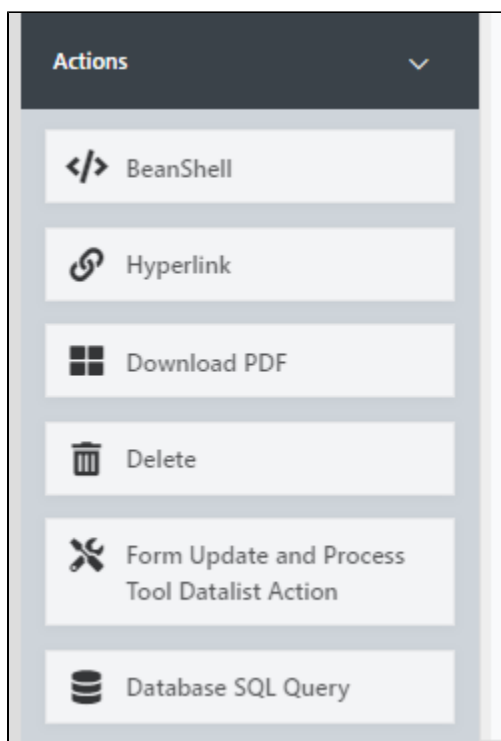 Actions
BeanShell
Hyperlink
Download PDF
Delete
Form Update and Process
Tool Datalist Action
Database SQL Query